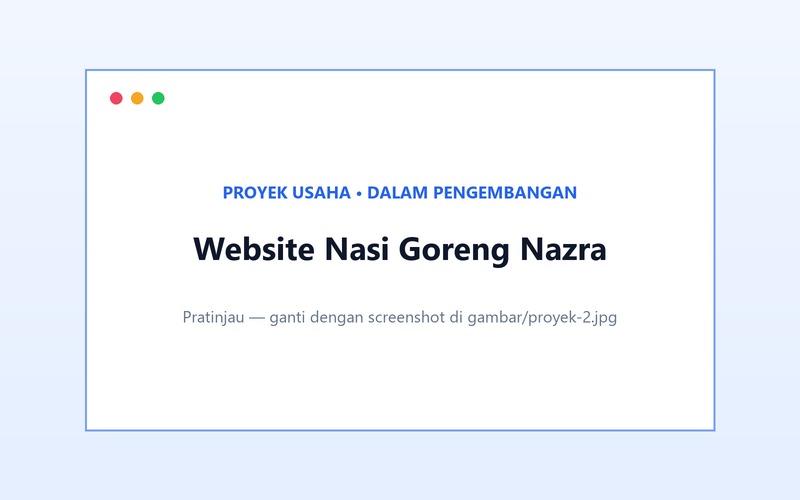 PROYEK USAHA • DALAM PENGEMBANGAN
Website Nasi Goreng Nazra
Pratinjau — ganti dengan screenshot di gambar/proyek-2.jpg